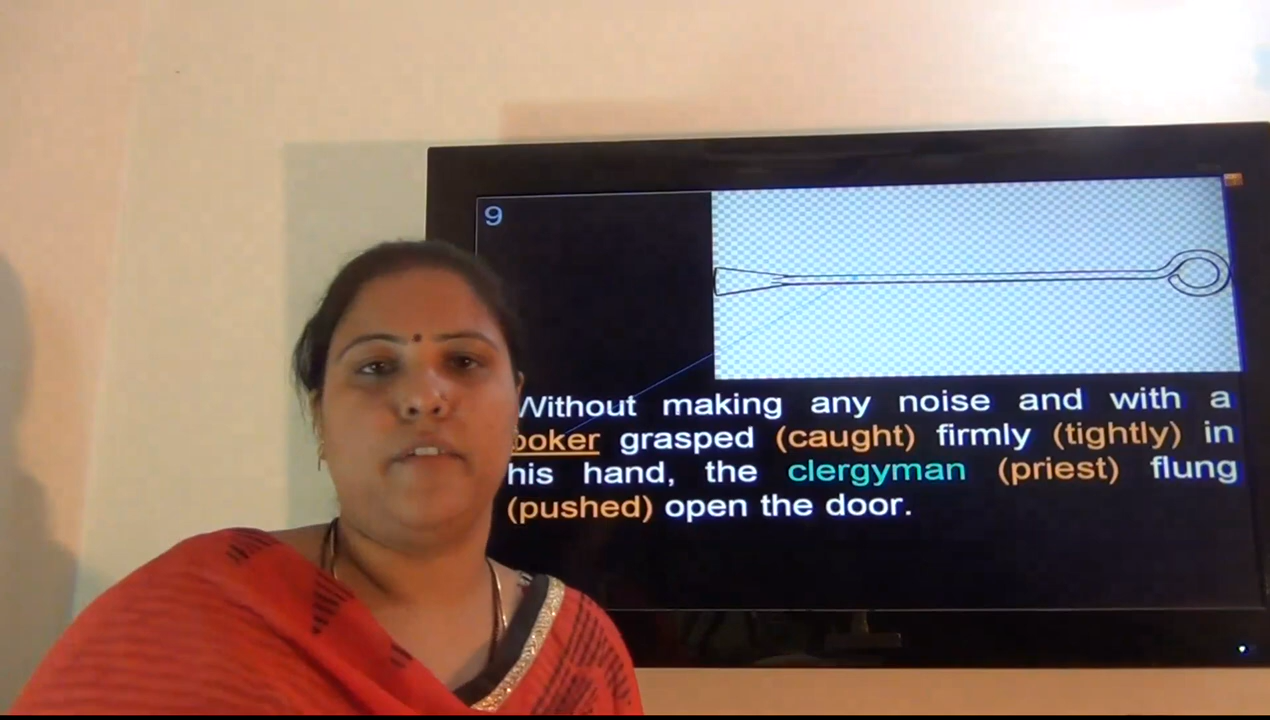 9
Without making any noise and with a
poker grasped (caught) firmly (tightly) in
his hand, the clergyman (priest) flung
(pushed) open the door.